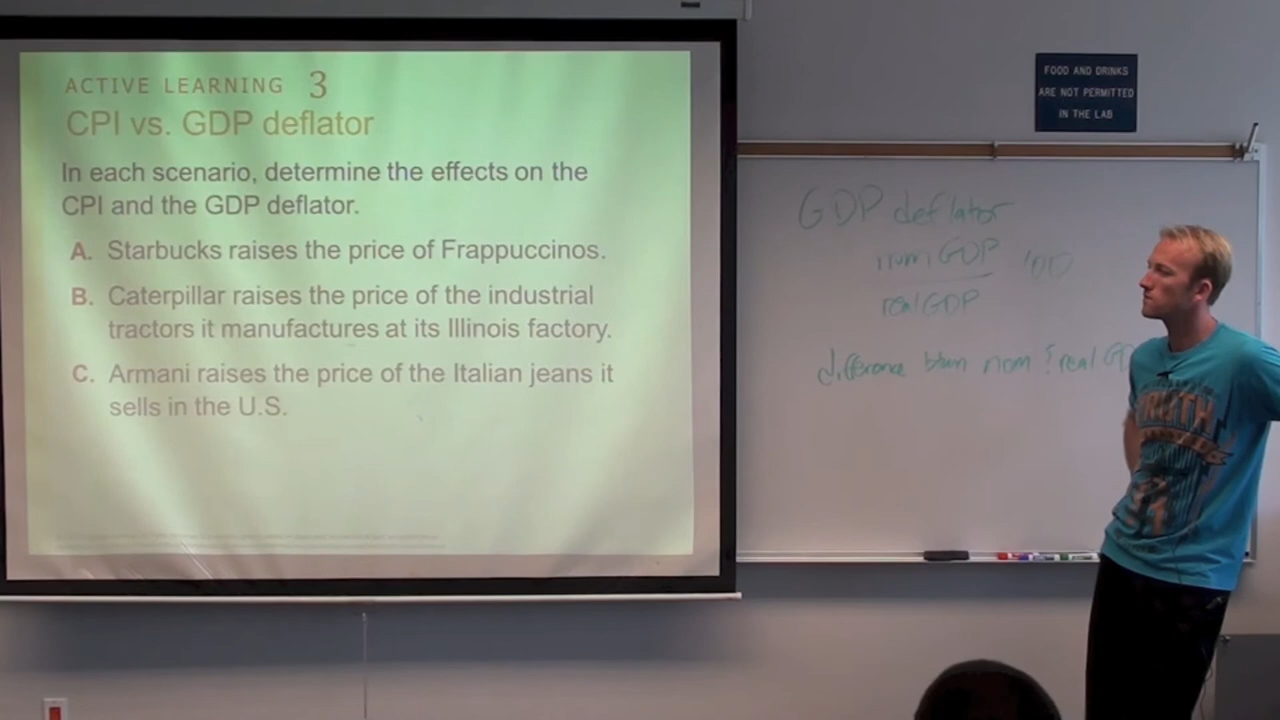 ACTIVE LEARNING 3
CPI vs. GDP deflator
In each scenario, determine the effects on the
CPI and the GDP deflator.
A. Starbucks raises the price of Frappuccinos.
B. Caterpillar raises the price of the industrial
tractors it manufactures at its Illinois factory.
C. Armani raises the price of the Italian jeans it
sells in the U.S.
FOOD AND DRINKS
ARE NOT PERMITTED
IN THE LAB
GDP deflator
nom GDP
100
real GDP
difference btwn nom & real